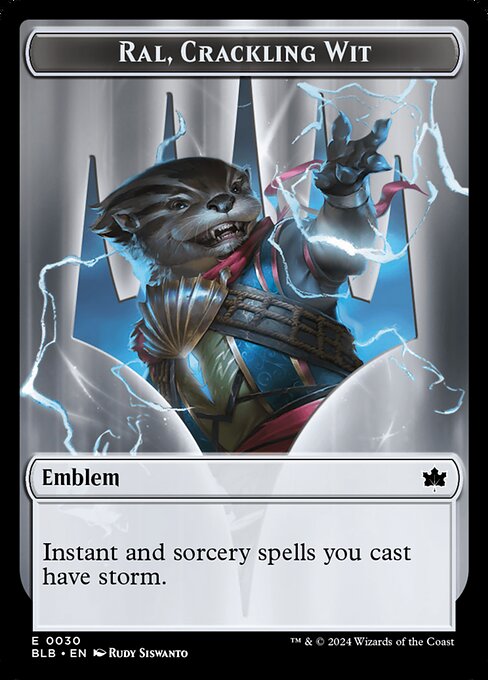 Ral, Crackling Wit
Emblem
Instant and sorcery spells you cast
have storm.
E 0030
BLB • EN Rudy Siswanto
™ & © 2024 Wizards of the Coast